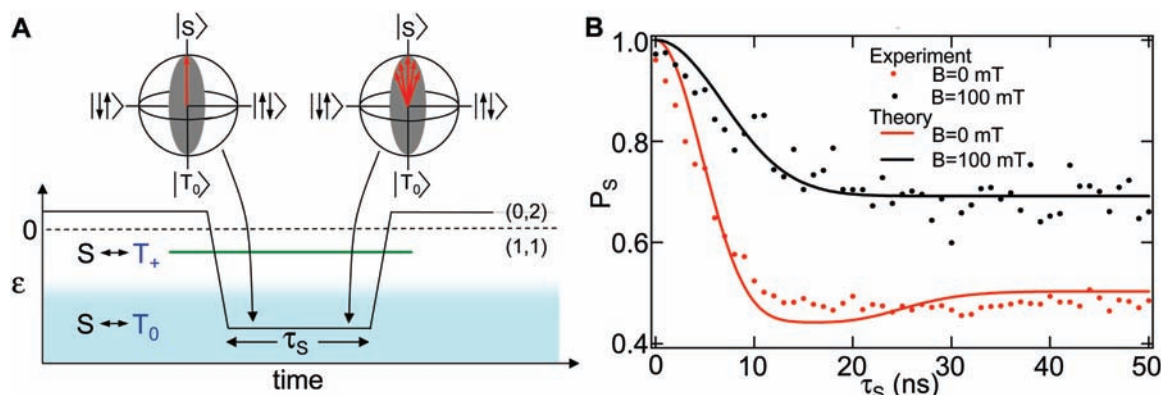 A
|S⟩
|S⟩
|↓↑⟩
|↑↓⟩
|↓↑⟩
|↑↓⟩
|T₀⟩
|T₀⟩
0
(0,2)
(1,1)
S ↔ T₊
ε
S ↔ T₀
τₛ
time
B
1.0
0.8
0.6
0.4
Pₛ
Experiment
B=0 mT
B=100 mT
Theory
B=0 mT
B=100 mT
0
10
20
30
40
50
τₛ (ns)